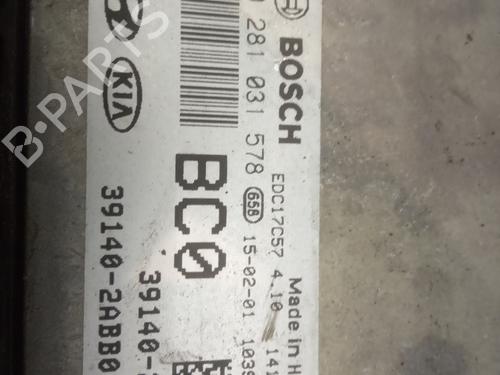 BOSCH
281 031 578
EDC17C57 4.10
Made in
658 15-02-01
BC0
KIA
39140-2ABB0
39140-
B-PARTS